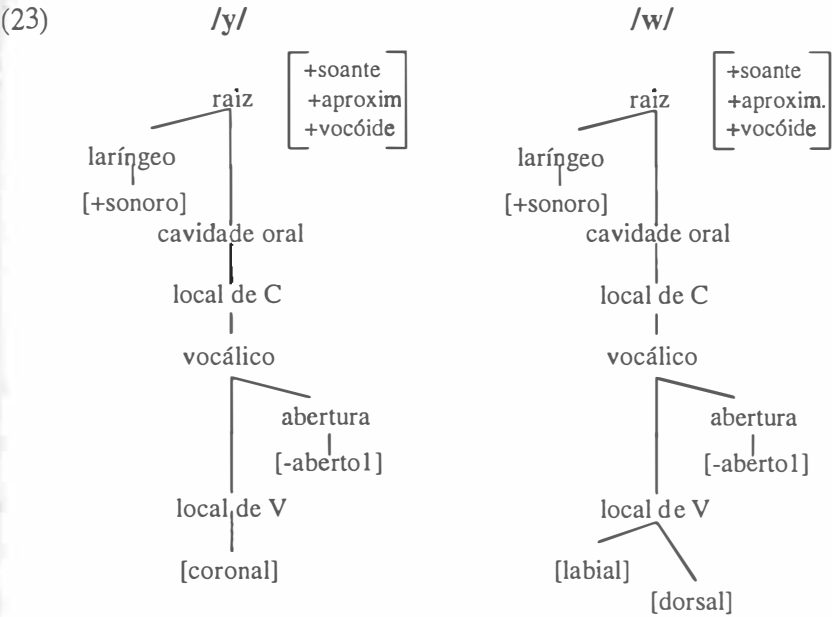 (23) /y/ /w/
+soante +soante
raiz +aproxim raiz +aproxim.
+vocóide +vocóide
laríngeo laríngeo
[+sonoro] [+sonoro]
cavidade oral cavidade oral
local de C local de C
vocálico vocálico
abertura abertura
[-aberto1] [-aberto1]
local de V local de V
[coronal] [labial]
[dorsal]